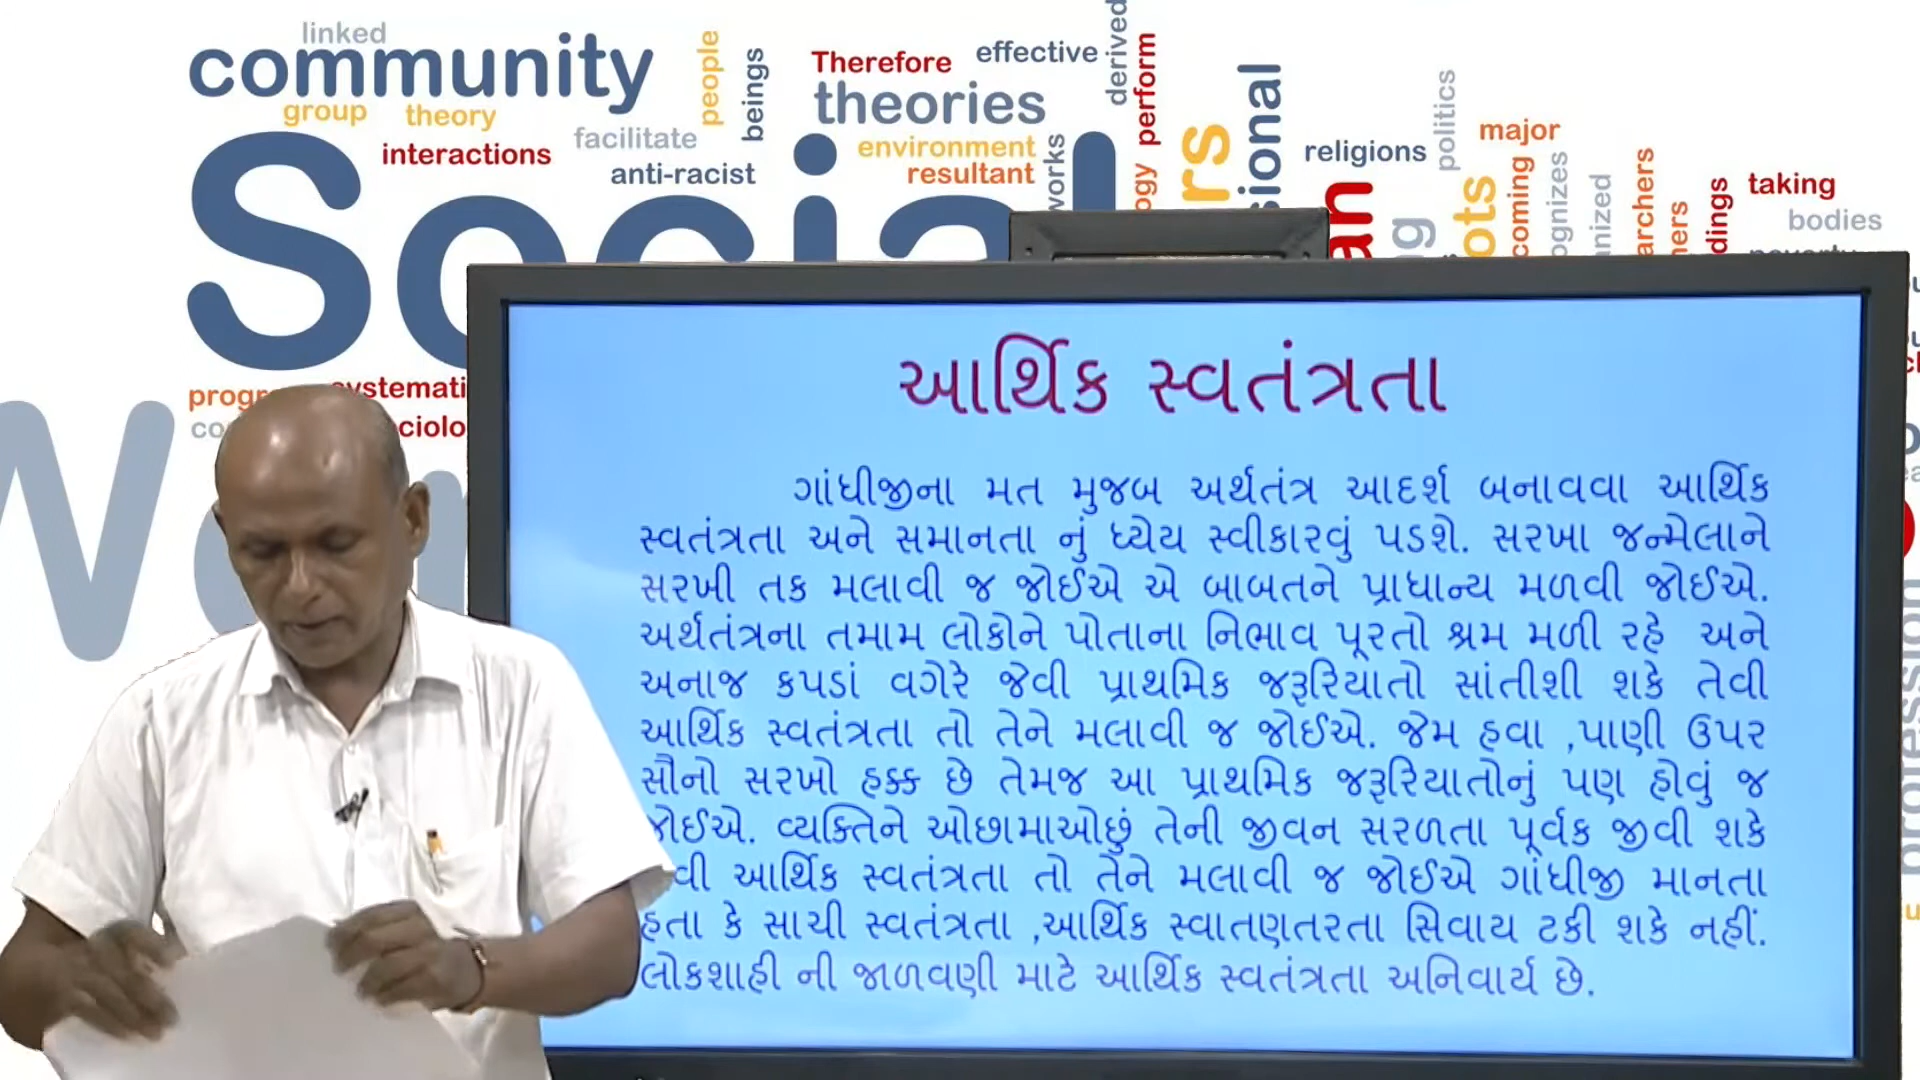 linked
community
people
beings
Therefore
effective
derived
perform
group
theory
theories
interactions
facilitate
anti-racist
environment
resultant
works
religions
politics
major
coming
taking
bodies
Social
આર્થિક સ્વતંત્રતા
ગાંધીજીના મત મુજબ અર્થતંત્ર આદર્શ બનાવવા આર્થિક
સ્વતંત્રતા અને સમાનતા નું ધ્યેય સ્વીકારવું પડશે. સરખા જન્મેલાને
સરખી તક મલાવી જ જોઈએ એ બાબતને પ્રાધાન્ય મળવી જોઈએ.
અર્થતંત્રના તમામ લોકોને પોતાના નિભાવ પૂરતો શ્રમ મળી રહે અને
અનાજ કપડાં વગેરે જેવી પ્રાથમિક જરૂરિયાતો સાંતીશી શકે તેવી
આર્થિક સ્વતંત્રતા તો તેને મલાવી જ જોઈએ. જેમ હવા ,પાણી ઉપર
સૌનો સરખો હક્ક છે તેમજ આ પ્રાથમિક જરૂરિયાતોનું પણ હોવું જ
જોઈએ. વ્યક્તિને ઓછામાઓછું તેની જીવન સરળતા પૂર્વક જીવી શકે
વી આર્થિક સ્વતંત્રતા તો તેને મલાવી જ જોઈએ ગાંધીજી માનતા
હતા કે સાચી સ્વતંત્રતા ,આર્થિક સ્વાતણતરતા સિવાય ટકી શકે નહીં.
લોકશાહી ની જાળવણી માટે આર્થિક સ્વતંત્રતા અનિવાર્ય છે.